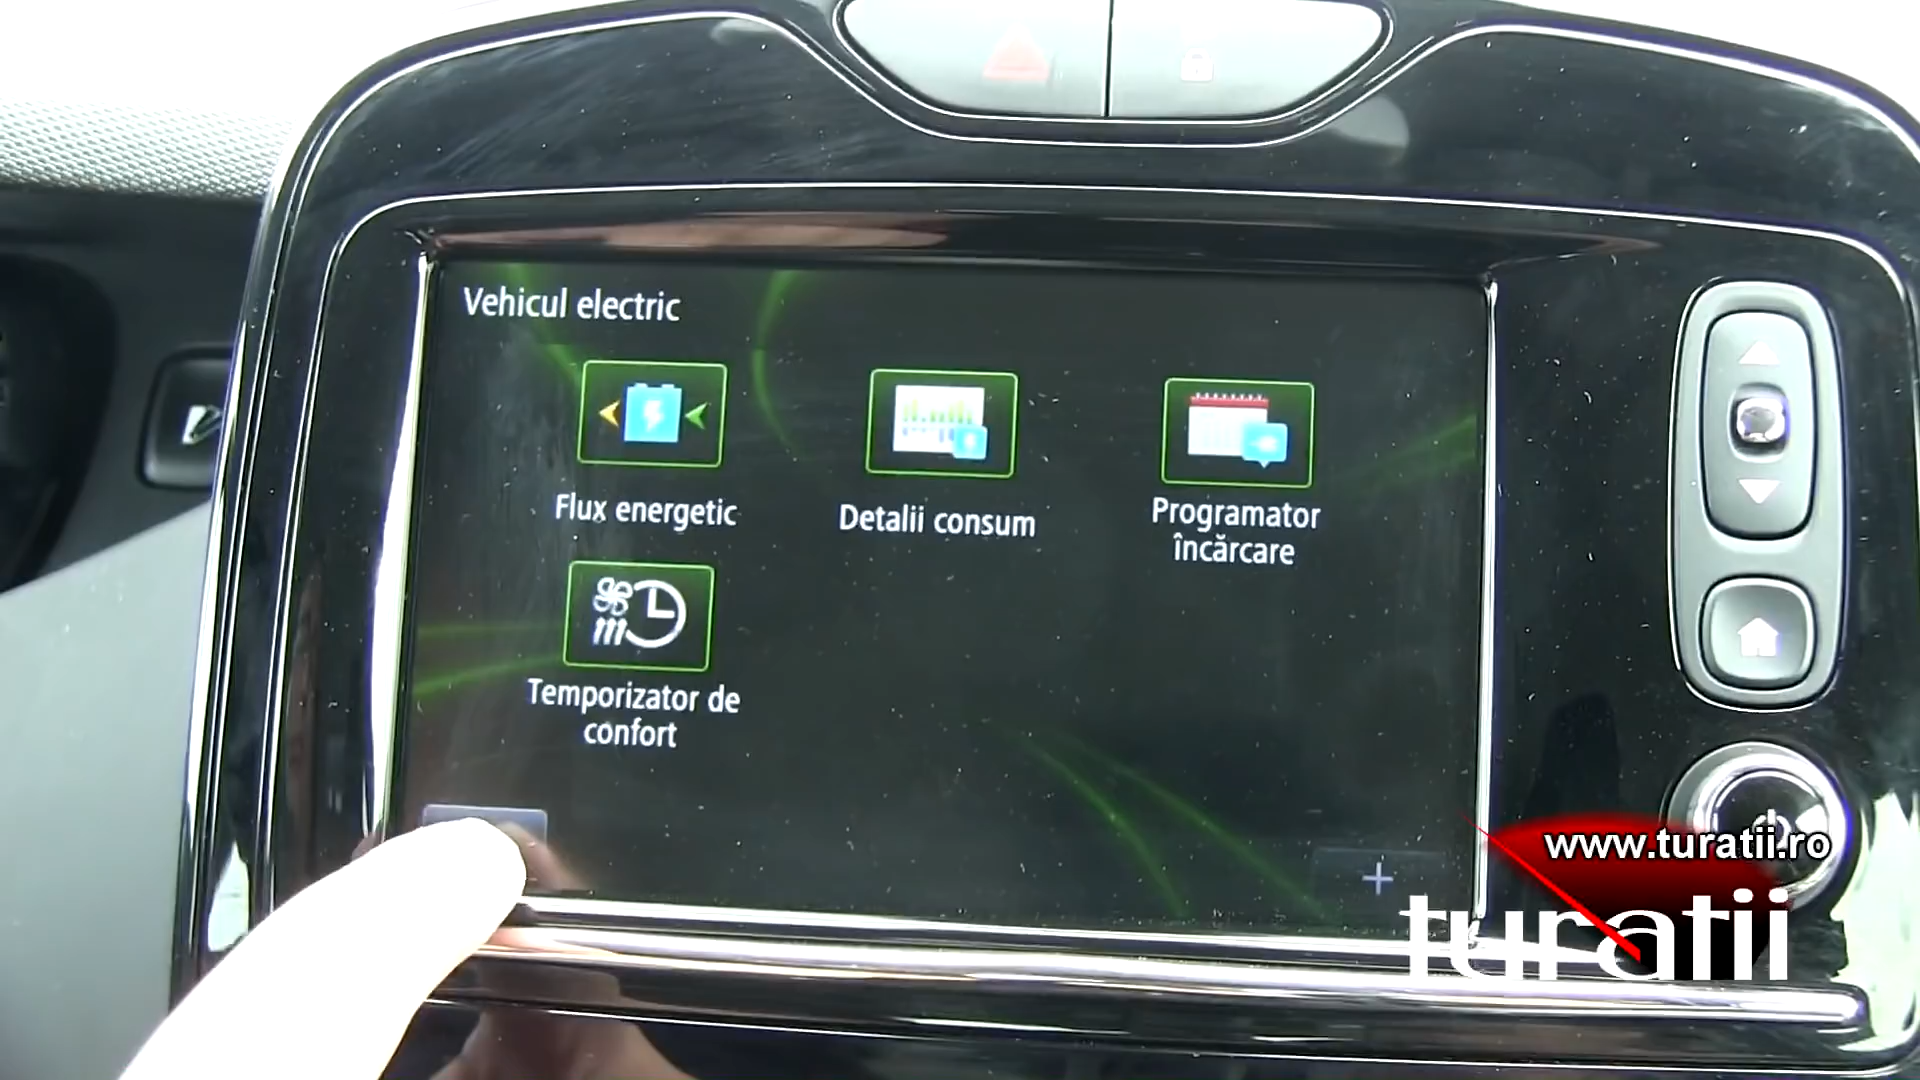 Vehicul electric
Flux energetic
Detalii consum
Programator
încărcare
Temporizator de
confort
+
www.turatii.ro
turatii